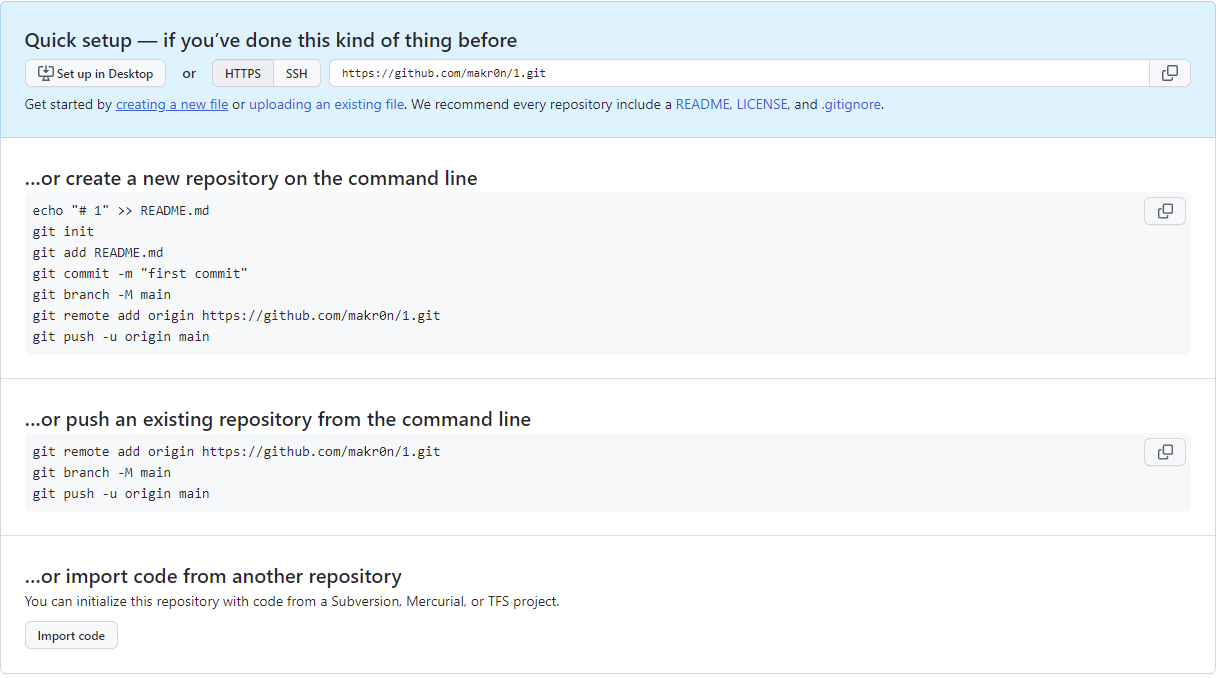 Quick setup — if you’ve done this kind of thing before
Set up in Desktop or HTTPS SSH https://github.com/makr0n/1.git
Get started by creating a new file or uploading an existing file. We recommend every repository include a README, LICENSE, and .gitignore.
…or create a new repository on the command line
echo "# 1" >> README.md
git init
git add README.md
git commit -m "first commit"
git branch -M main
git remote add origin https://github.com/makr0n/1.git
git push -u origin main
…or push an existing repository from the command line
git remote add origin https://github.com/makr0n/1.git
git branch -M main
git push -u origin main
…or import code from another repository
You can initialize this repository with code from a Subversion, Mercurial, or TFS project.
Import code